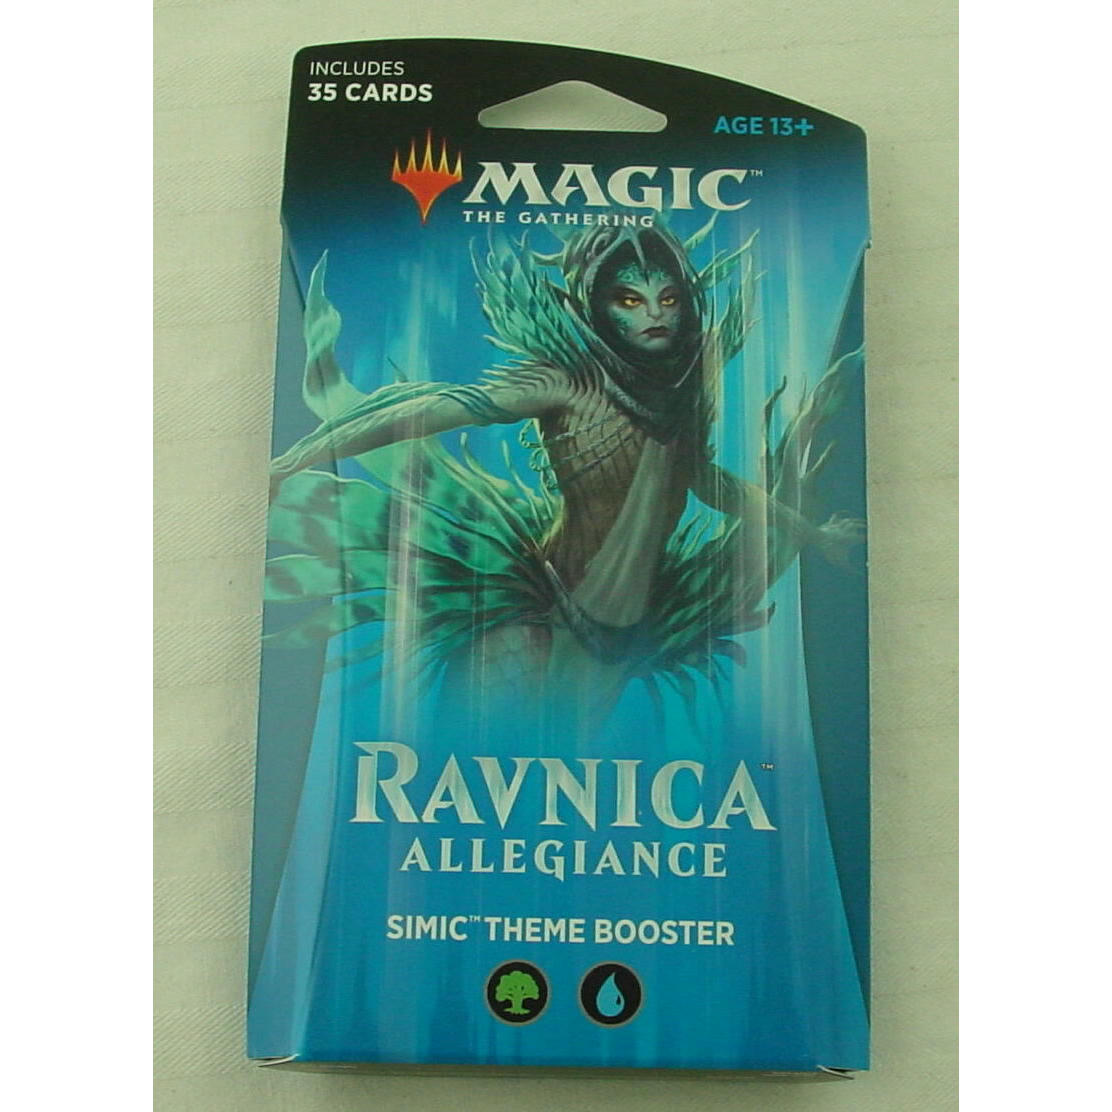 INCLUDES
35 CARDS
AGE 13+
MAGIC™
THE GATHERING
RAVNICA™
ALLEGIANCE
SIMIC™ THEME BOOSTER